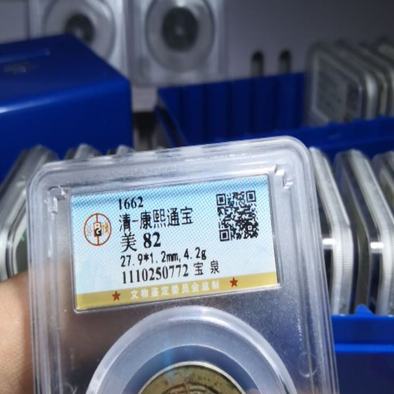 1662
清-康熙通宝
美 82
27.9*1.2mm,4.2g
1110250772 宝 泉
★ 文物鉴定委员会监制 ★